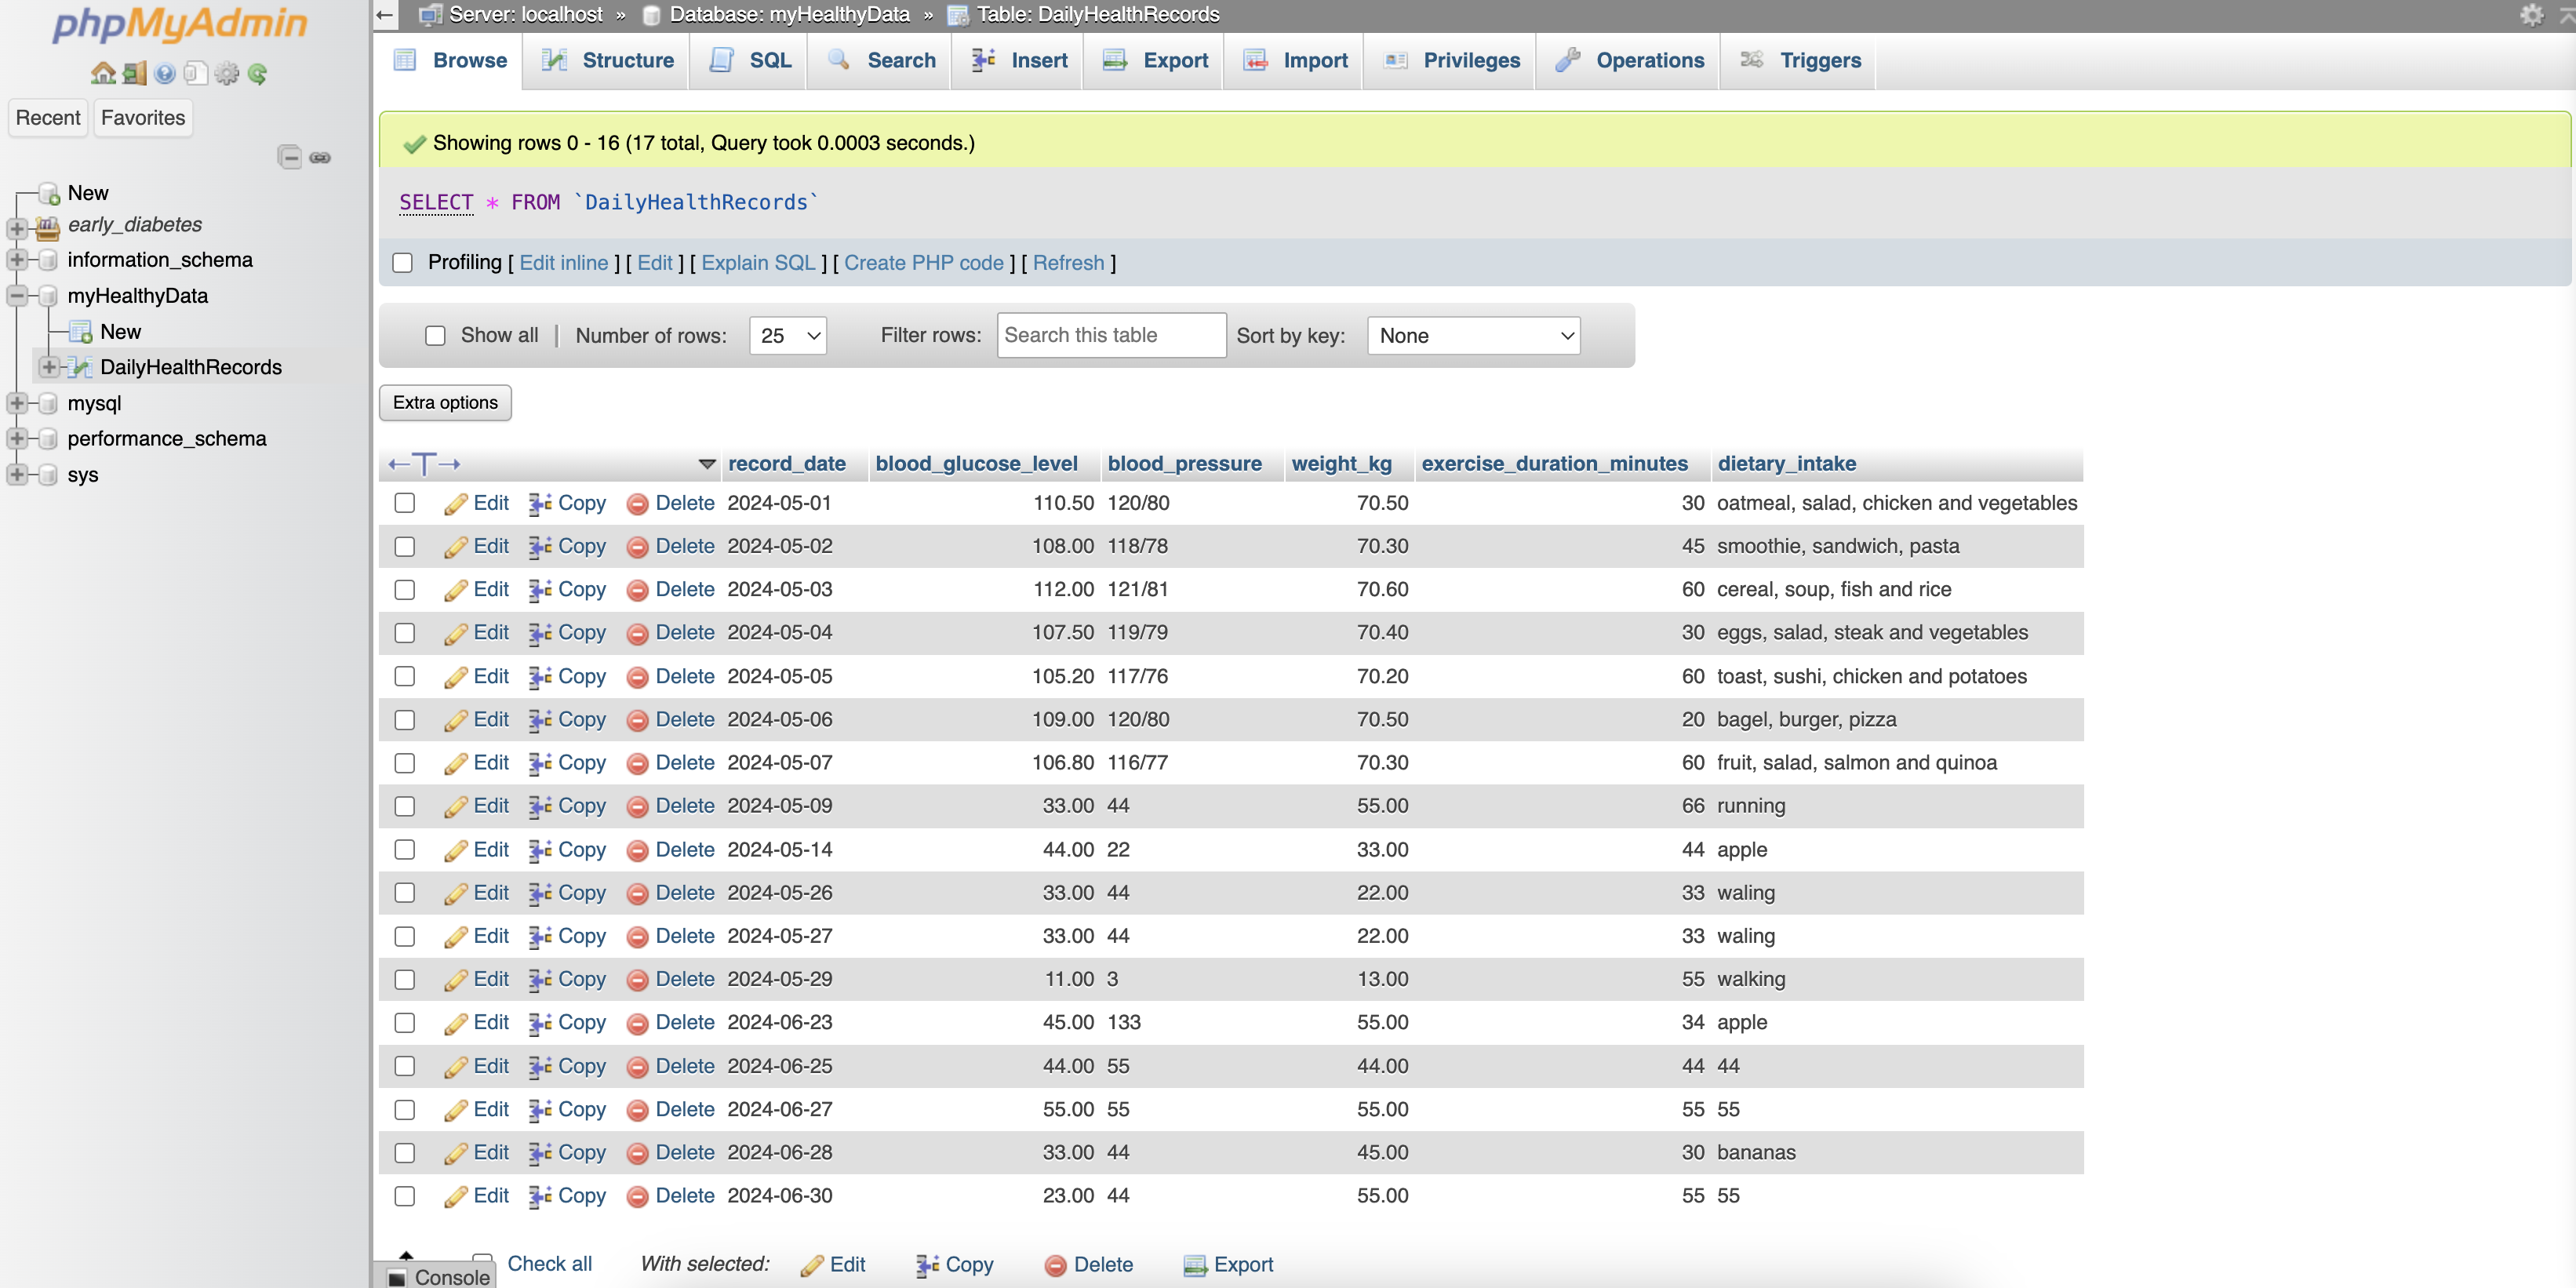 phpMyAdmin
Recent Favorites
New
early_diabetes
information_schema
myHealthyData
New
DailyHealthRecords
mysql
performance_schema
sys
Server: localhost » Database: myHealthyData » Table: DailyHealthRecords
Browse Structure SQL Search Insert Export Import Privileges Operations Triggers
Showing rows 0 - 16 (17 total, Query took 0.0003 seconds.)
SELECT * FROM `DailyHealthRecords`
Profiling [ Edit inline ] [ Edit ] [ Explain SQL ] [ Create PHP code ] [ Refresh ]
Show all | Number of rows: 25 Filter rows: Search this table Sort by key: None
Extra options
←T→ record_date blood_glucose_level blood_pressure weight_kg exercise_duration_minutes dietary_intake
Edit Copy Delete 2024-05-01 110.50 120/80 70.50 30 oatmeal, salad, chicken and vegetables
Edit Copy Delete 2024-05-02 108.00 118/78 70.30 45 smoothie, sandwich, pasta
Edit Copy Delete 2024-05-03 112.00 121/81 70.60 60 cereal, soup, fish and rice
Edit Copy Delete 2024-05-04 107.50 119/79 70.40 30 eggs, salad, steak and vegetables
Edit Copy Delete 2024-05-05 105.20 117/76 70.20 60 toast, sushi, chicken and potatoes
Edit Copy Delete 2024-05-06 109.00 120/80 70.50 20 bagel, burger, pizza
Edit Copy Delete 2024-05-07 106.80 116/77 70.30 60 fruit, salad, salmon and quinoa
Edit Copy Delete 2024-05-09 33.00 44 55.00 66 running
Edit Copy Delete 2024-05-14 44.00 22 33.00 44 apple
Edit Copy Delete 2024-05-26 33.00 44 22.00 33 waling
Edit Copy Delete 2024-05-27 33.00 44 22.00 33 waling
Edit Copy Delete 2024-05-29 11.00 3 13.00 55 walking
Edit Copy Delete 2024-06-23 45.00 133 55.00 34 apple
Edit Copy Delete 2024-06-25 44.00 55 44.00 44 44
Edit Copy Delete 2024-06-27 55.00 55 55.00 55 55
Edit Copy Delete 2024-06-28 33.00 44 45.00 30 bananas
Edit Copy Delete 2024-06-30 23.00 44 55.00 55 55
Check all With selected: Edit Copy Delete Export
Console